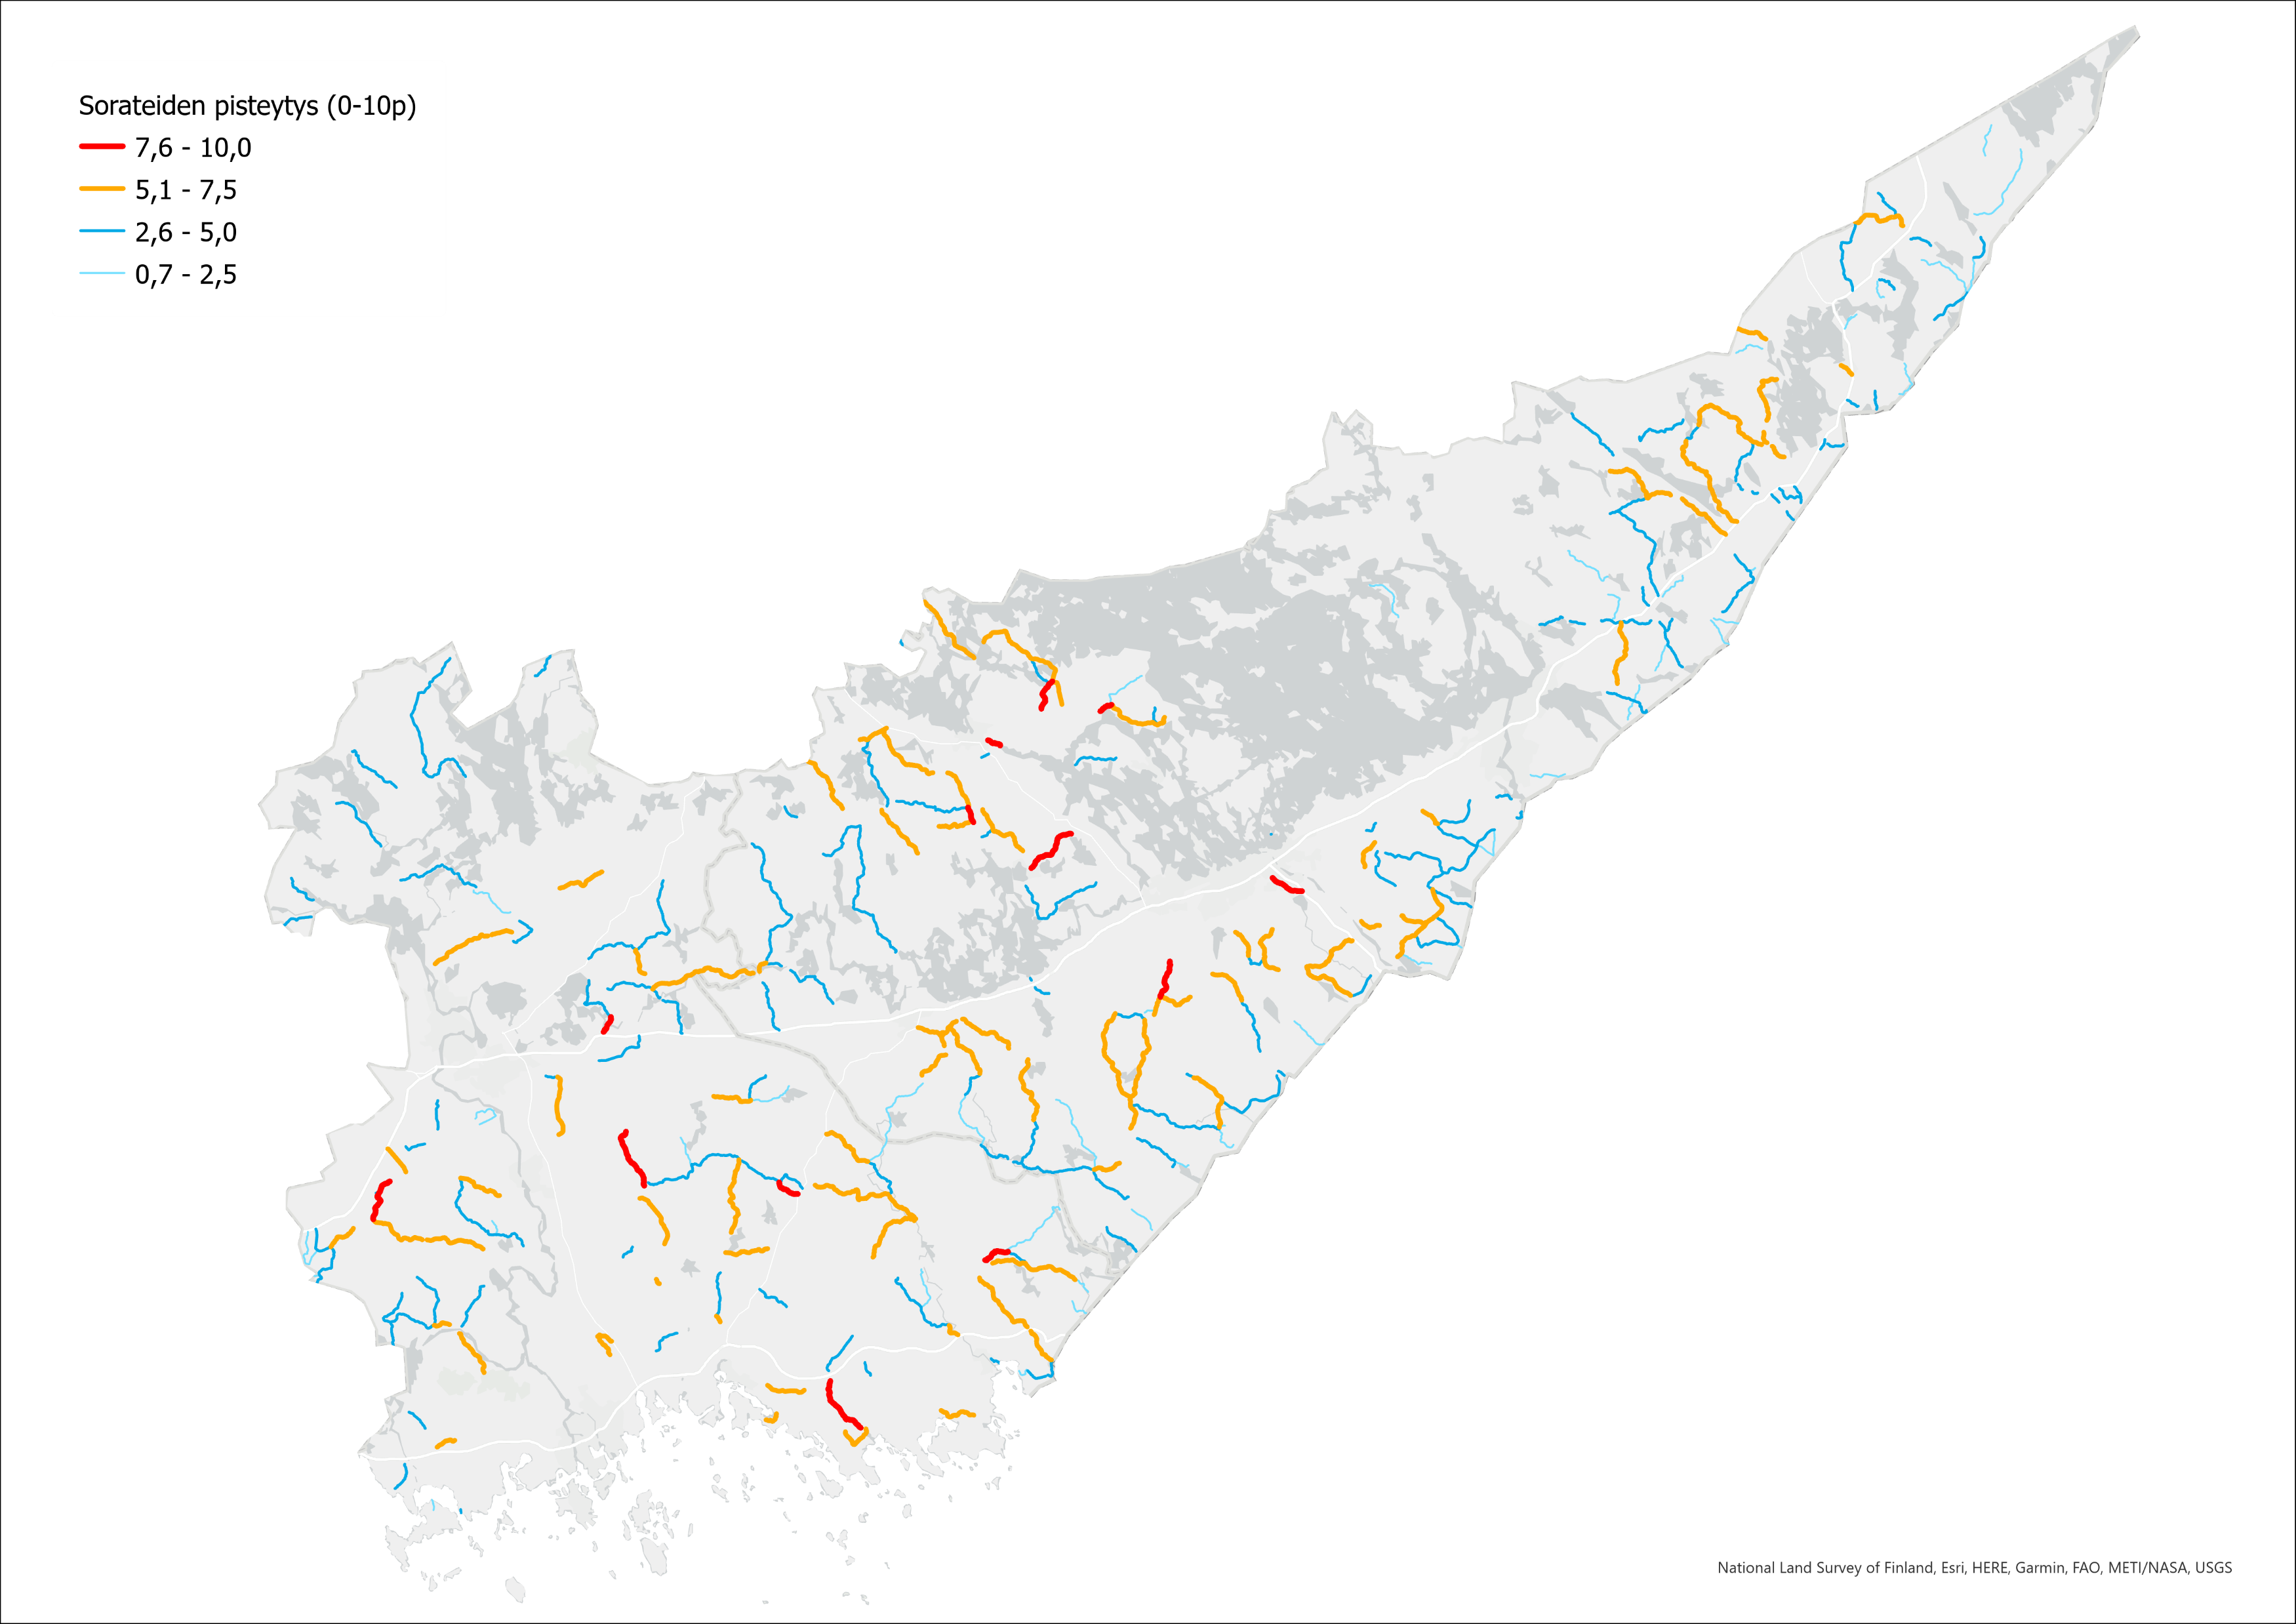 Sorateiden pisteytys (0-10p)
7,6 - 10,0
5,1 - 7,5
2,6 - 5,0
0,7 - 2,5
National Land Survey of Finland, Esri, HERE, Garmin, FAO, METI/NASA, USGS